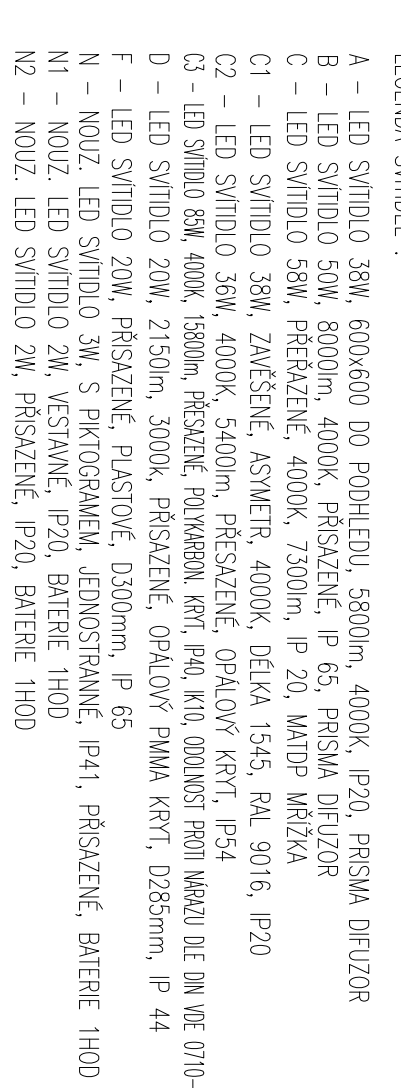 LEGENDA SVÍTIDEL :
A – LED SVÍTIDLO 38W, 600x600 DO PODHLEDU, 5800lm, 4000K, IP20, PRISMA DIFUZOR
B – LED SVÍTIDLO 50W, 8000lm, 4000K, PŘISAZENÉ, IP 65, PRISMA DIFUZOR
C – LED SVÍTIDLO 58W, PŘEŘAZENÉ, 4000K, 7300lm, IP 20, MATDP MŘÍŽKA
C1 – LED SVÍTIDLO 38W, ZAVĚŠENÉ, ASYMETR, 4000K, DÉLKA 1545, RAL 9016, IP20
C2 – LED SVÍTIDLO 36W, 4000K, 5400lm, PŘESAZENÉ, OPÁLOVÝ KRYT, IP54
C3 – LED SVÍTIDLO 85W, 4000K, 15800lm, PŘESAZENÉ, POLYKARBON. KRYT, IP40, IK10, ODOLNOST PROTI NÁRAZU DLE DIN VDE 0710-
D – LED SVÍTIDLO 20W, 2150lm, 3000k, PŘISAZENÉ, OPÁLOVÝ PMMA KRYT, D285mm, IP 44
F – LED SVÍTIDLO 20W, PŘISAZENÉ, PLASTOVÉ, D300mm, IP 65
N – NOUZ. LED SVÍTIDLO 3W, S PIKTOGRAMEM, JEDNOSTRANNÉ, IP41, PŘISAZENÉ, BATERIE 1HOD
N1 – NOUZ. LED SVÍTIDLO 2W, VESTAVNÉ, IP20, BATERIE 1HOD
N2 – NOUZ. LED SVÍTIDLO 2W, PŘISAZENÉ, IP20, BATERIE 1HOD